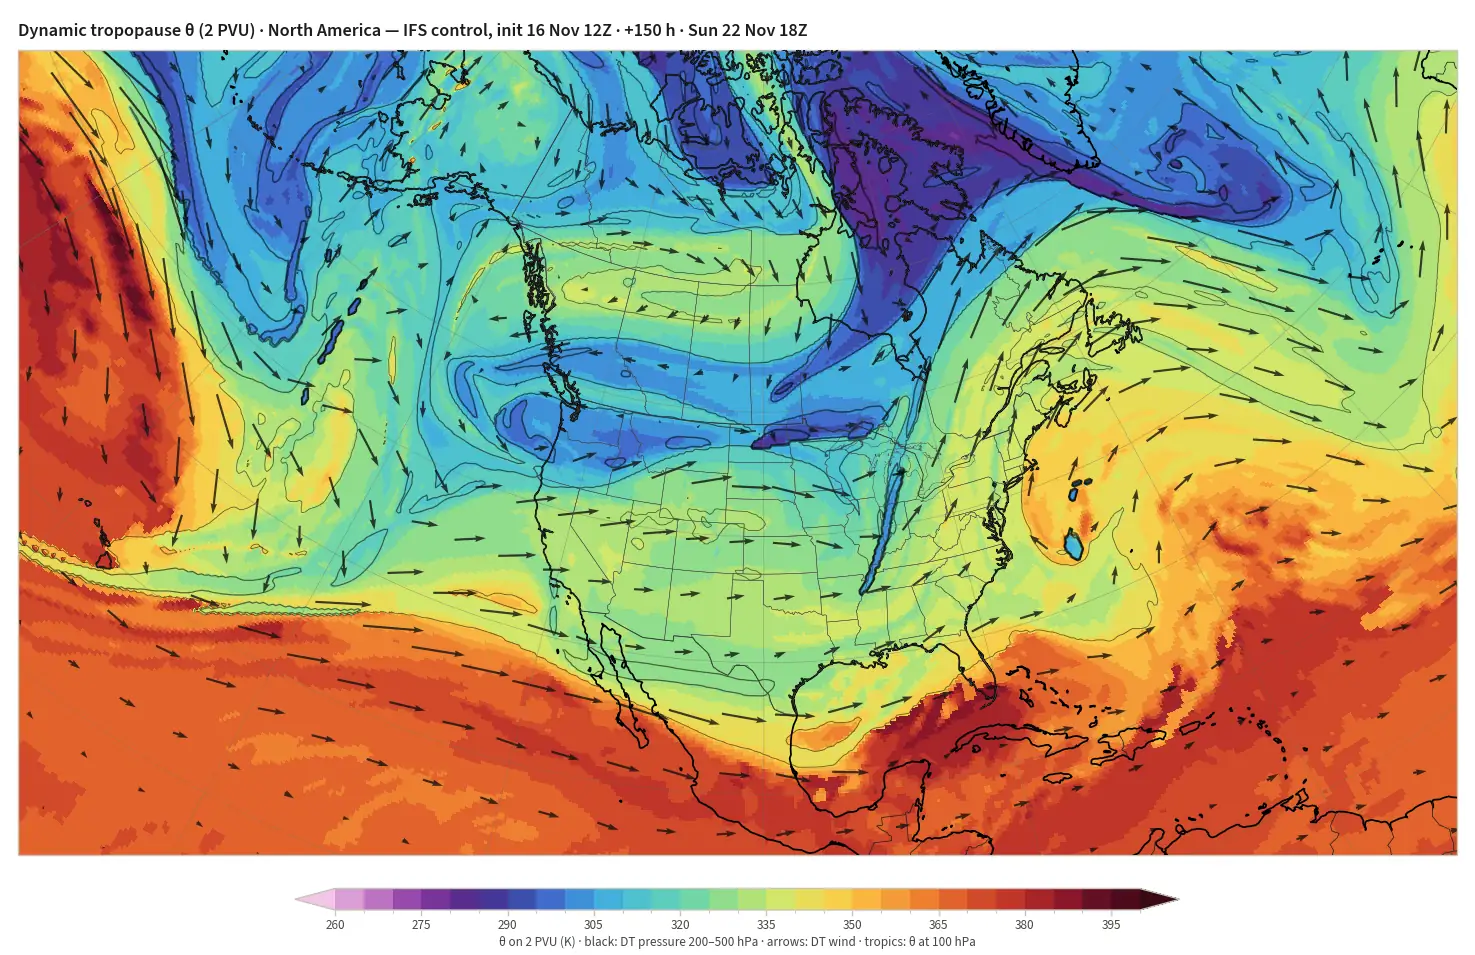 Dynamic tropopause θ (2 PVU) · North America — IFS control, init 16 Nov 12Z · +150 h · Sun 22 Nov 18Z
260 275 290 305 320 335 350 365 380 395
θ on 2 PVU (K) · black: DT pressure 200–500 hPa · arrows: DT wind · tropics: θ at 100 hPa